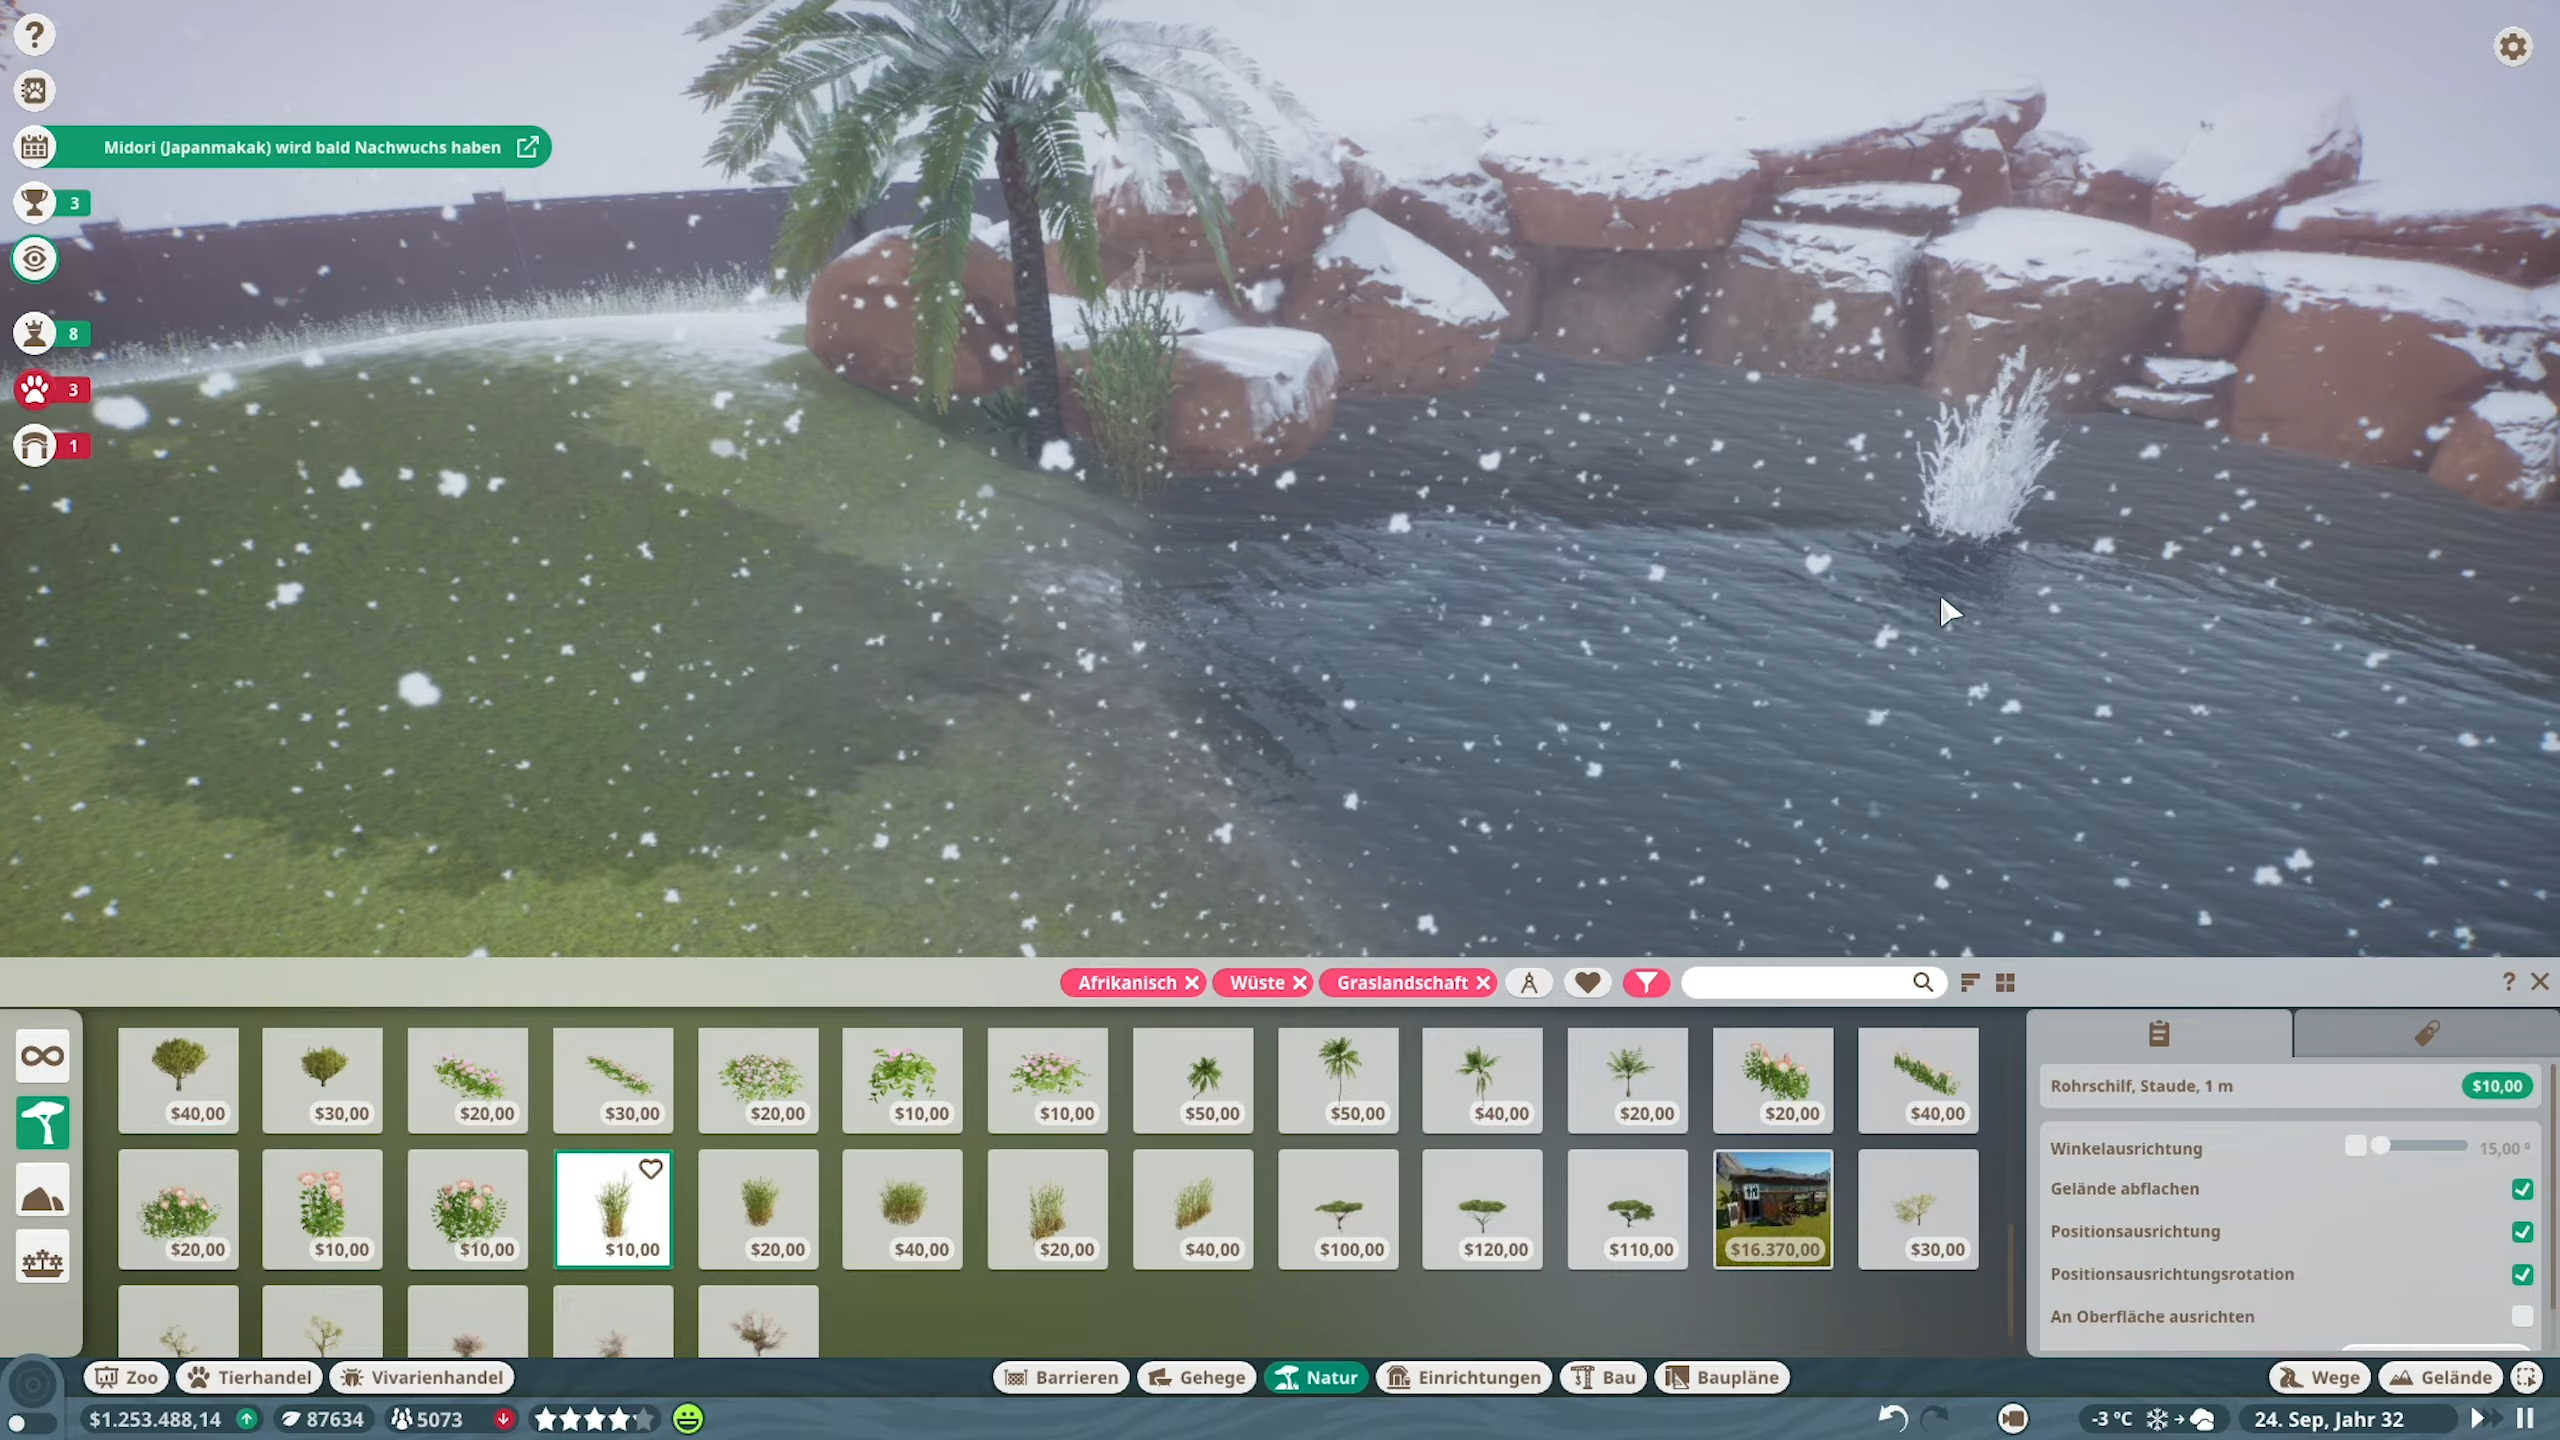 ?
Midori (Japanmakak) wird bald Nachwuchs haben
3
8
3
1
Afrikanisch
Wüste
Graslandschaft
?
$40,00
$30,00
$20,00
$30,00
$20,00
$10,00
$10,00
$50,00
$50,00
$40,00
$20,00
$20,00
$40,00
$20,00
$10,00
$10,00
$10,00
$20,00
$40,00
$20,00
$40,00
$100,00
$120,00
$110,00
$16.370,00
$30,00
Rohrschilf, Staude, 1 m
$10,00
Winkelausrichtung
15,00 °
Gelände abflachen
Positionsausrichtung
Positionsausrichtungsrotation
An Oberfläche ausrichten
Zoo
Tierhandel
Vivarienhandel
Barrieren
Gehege
Natur
Einrichtungen
Bau
Baupläne
Wege
Gelände
$1.253.488,14
87634
5073
-3 °C
24. Sep, Jahr 32